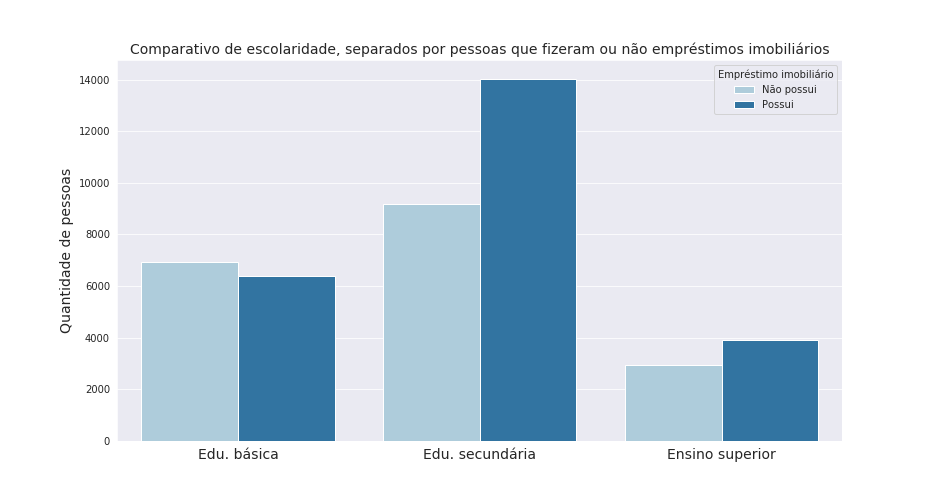 Comparativo de escolaridade, separados por pessoas que fizeram ou não empréstimos imobiliários
Empréstimo imobiliário
Não possui
Possui
Quantidade de pessoas
14000
12000
10000
8000
6000
4000
2000
0
Edu. básica
Edu. secundária
Ensino superior